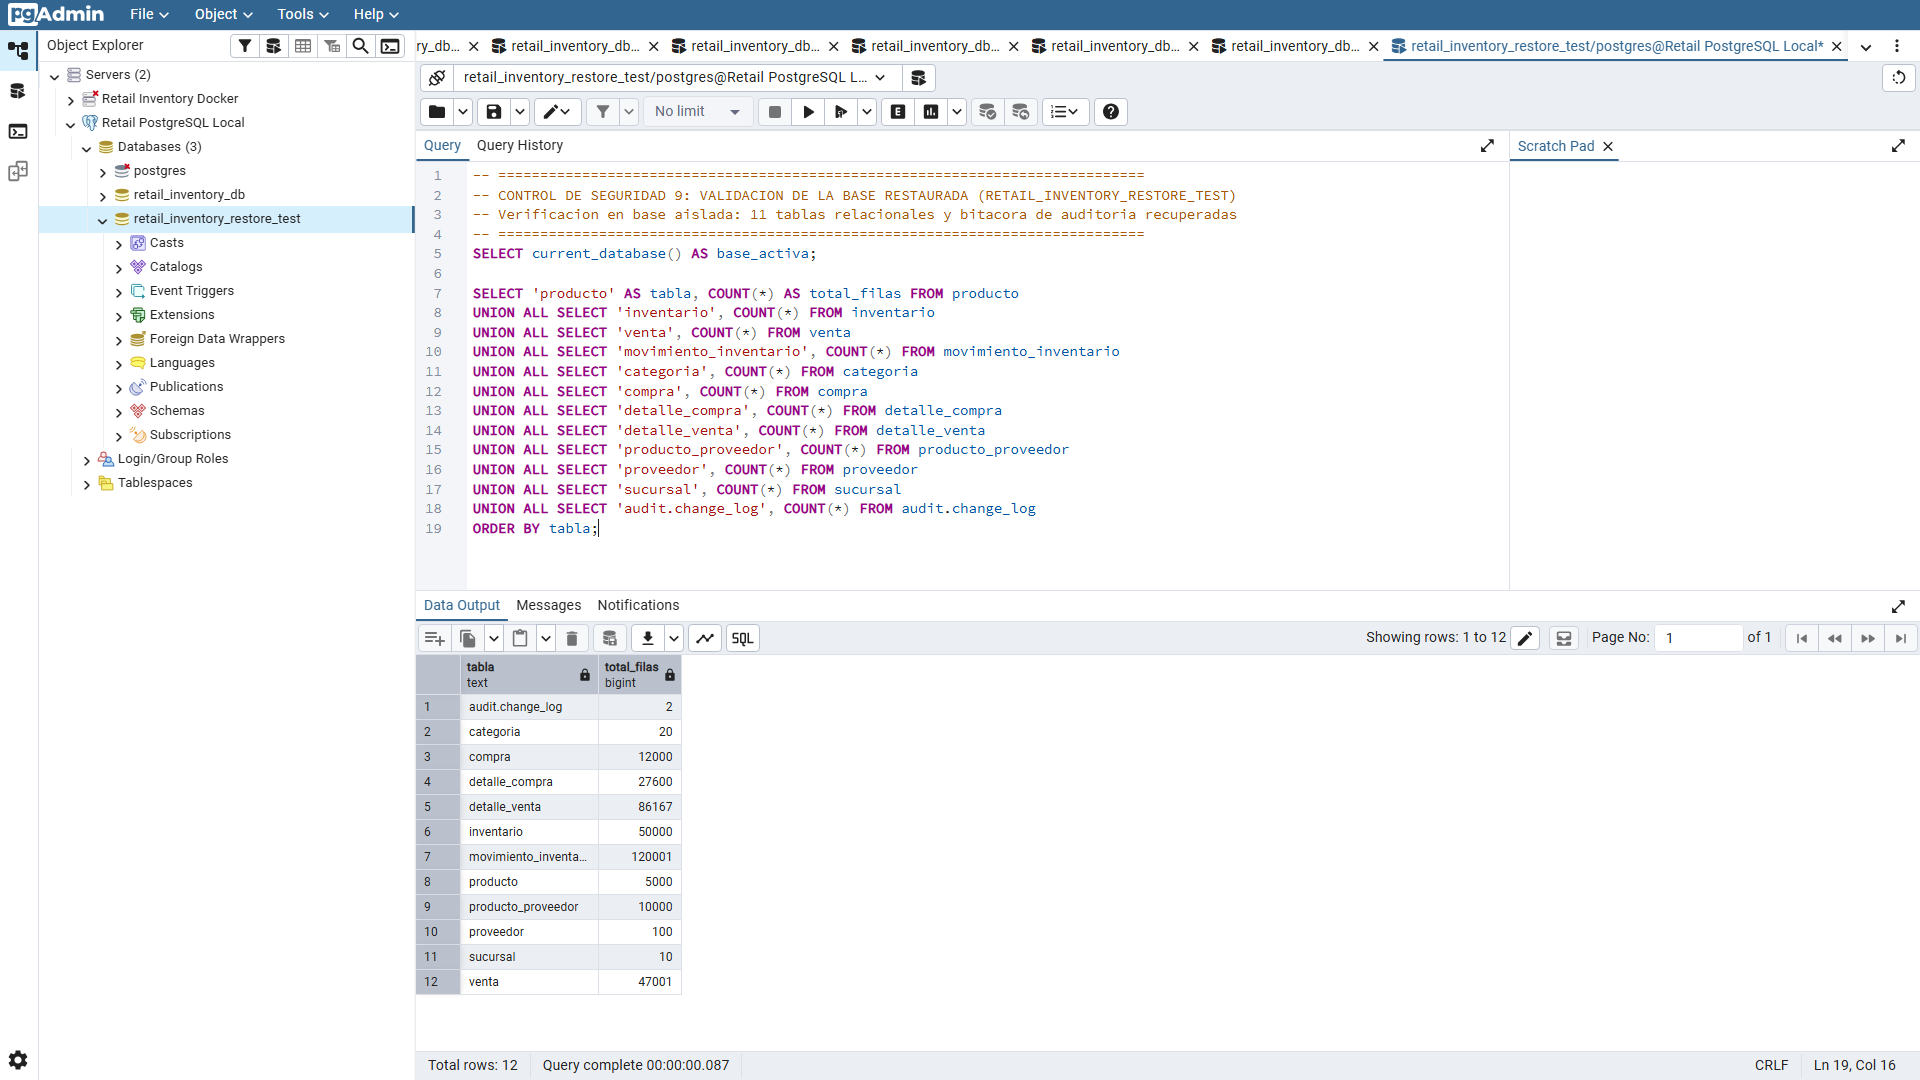 pgAdmin File Object Tools Help
Object Explorer
ry_db... retail_inventory_db... retail_inventory_db... retail_inventory_db... retail_inventory_db... retail_inventory_db... retail_inventory_restore_test/postgres@Retail PostgreSQL Local*
Servers (2)
Retail Inventory Docker
Retail PostgreSQL Local
Databases (3)
postgres
retail_inventory_db
retail_inventory_restore_test
Casts
Catalogs
Event Triggers
Extensions
Foreign Data Wrappers
Languages
Publications
Schemas
Subscriptions
Login/Group Roles
Tablespaces
retail_inventory_restore_test/postgres@Retail PostgreSQL L...
No limit
E
Query Query History
Scratch Pad
1 -- =============================================================================
2 -- CONTROL DE SEGURIDAD 9: VALIDACION DE LA BASE RESTAURADA (RETAIL_INVENTORY_RESTORE_TEST)
3 -- Verificacion en base aislada: 11 tablas relacionales y bitacora de auditoria recuperadas
4 -- =============================================================================
5 SELECT current_database() AS base_activa;
6
7 SELECT 'producto' AS tabla, COUNT(*) AS total_filas FROM producto
8 UNION ALL SELECT 'inventario', COUNT(*) FROM inventario
9 UNION ALL SELECT 'venta', COUNT(*) FROM venta
10 UNION ALL SELECT 'movimiento_inventario', COUNT(*) FROM movimiento_inventario
11 UNION ALL SELECT 'categoria', COUNT(*) FROM categoria
12 UNION ALL SELECT 'compra', COUNT(*) FROM compra
13 UNION ALL SELECT 'detalle_compra', COUNT(*) FROM detalle_compra
14 UNION ALL SELECT 'detalle_venta', COUNT(*) FROM detalle_venta
15 UNION ALL SELECT 'producto_proveedor', COUNT(*) FROM producto_proveedor
16 UNION ALL SELECT 'proveedor', COUNT(*) FROM proveedor
17 UNION ALL SELECT 'sucursal', COUNT(*) FROM sucursal
18 UNION ALL SELECT 'audit.change_log', COUNT(*) FROM audit.change_log
19 ORDER BY tabla;
Data Output Messages Notifications
SQL
Showing rows: 1 to 12 Page No: 1 of 1
tabla total_filas
text bigint
1 audit.change_log 2
2 categoria 20
3 compra 12000
4 detalle_compra 27600
5 detalle_venta 86167
6 inventario 50000
7 movimiento_inventa... 120001
8 producto 5000
9 producto_proveedor 10000
10 proveedor 100
11 sucursal 10
12 venta 47001
Total rows: 12 Query complete 00:00:00.087 CRLF Ln 19, Col 16